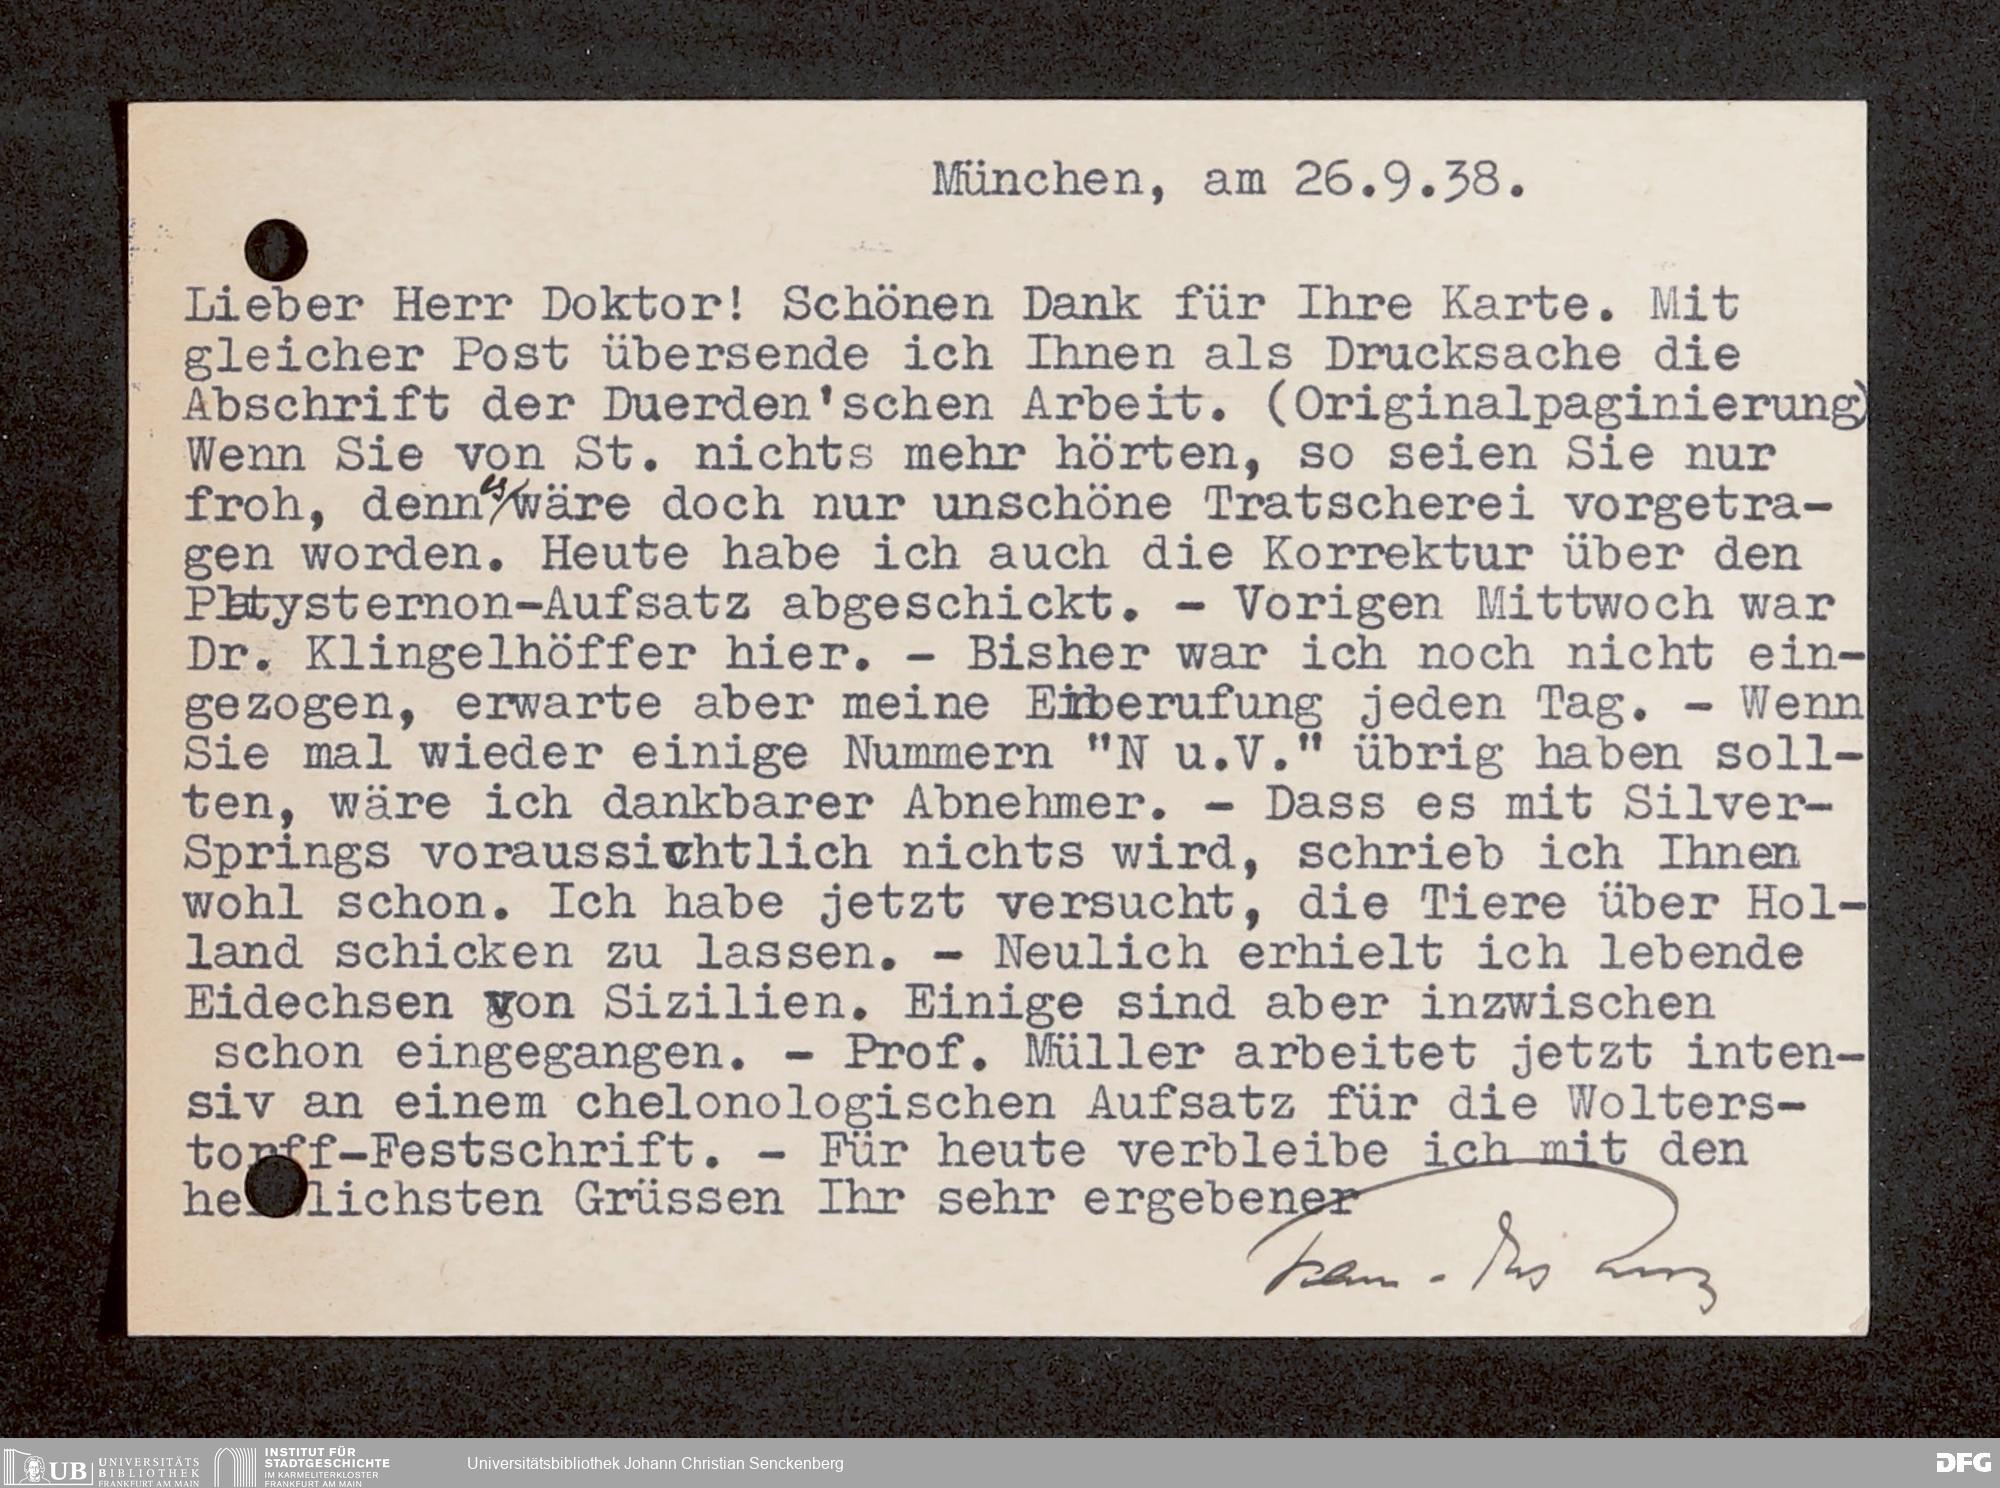 München, am 26.9.38.
Lieber Herr Doktor! Schönen Dank für Ihre Karte. Mit
gleicher Post übersende ich Ihnen als Drucksache die
Abschrift der Duerden'schen Arbeit. (Originalpaginierung)
Wenn Sie von St. nichts mehr hörten, so seien Sie nur
froh, denn es wäre doch nur unschöne Tratscherei vorgetra-
gen worden. Heute habe ich auch die Korrektur über den
Platysternon-Aufsatz abgeschickt. - Vorigen Mittwoch war
Dr. Klingelhöffer hier. - Bisher war ich noch nicht ein-
gezogen, erwarte aber meine Einberufung jeden Tag. - Wenn
Sie mal wieder einige Nummern "N u.V." übrig haben soll-
ten, wäre ich dankbarer Abnehmer. - Dass es mit Silver-
Springs voraussichtlich nichts wird, schrieb ich Ihnen
wohl schon. Ich habe jetzt versucht, die Tiere über Hol-
land schicken zu lassen. - Neulich erhielt ich lebende
Eidechsen von Sizilien. Einige sind aber inzwischen
schon eingegangen. - Prof. Müller arbeitet jetzt inten-
siv an einem chelonologischen Aufsatz für die Wolters-
torff-Festschrift. - Für heute verbleibe ich mit den
herzlichsten Grüssen Ihr sehr ergebener
UB UNIVERSITÄTS
BIBLIOTHEK
FRANKFURT AM MAIN
INSTITUT FÜR
STADTGESCHICHTE
IM KARMELITERKLOSTER
FRANKFURT AM MAIN
Universitätsbibliothek Johann Christian Senckenberg
DFG